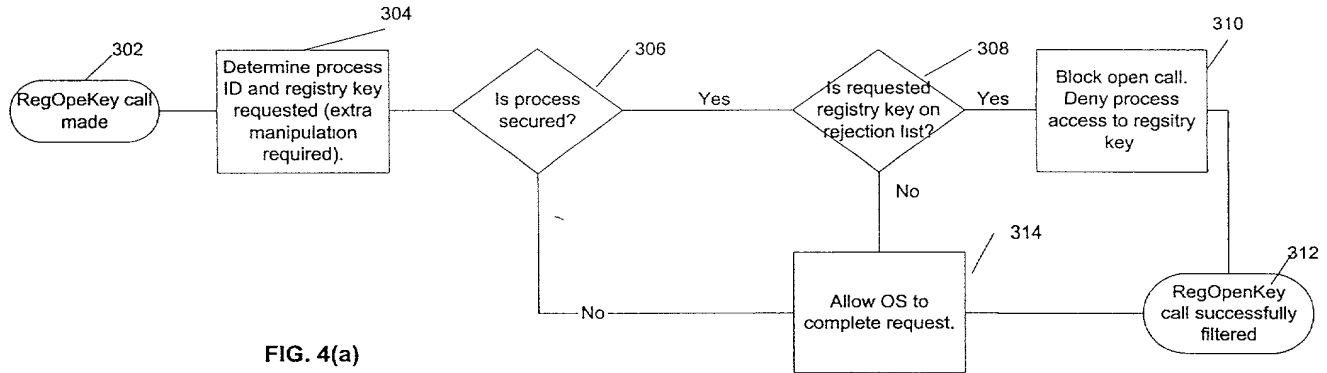 302
RegOpeKey call
made
304
Determine process
ID and registry key
requested (extra
manipulation
required).
306
Is process
secured?
Yes
No
308
Is requested
registry key on
rejection list?
Yes
No
310
Block open call.
Deny process
access to regsitry
key
314
Allow OS to
complete request.
312
RegOpenKey
call successfully
filtered
FIG. 4(a)